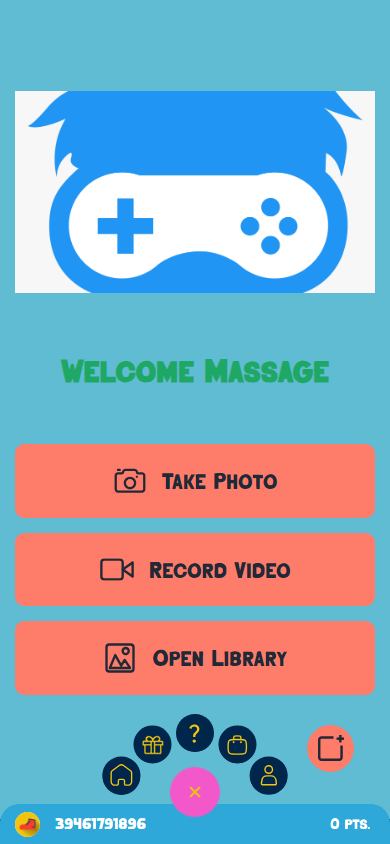 Welcome Massage
Take Photo
Record Video
Open Library
?
39461791896
0 PTS.